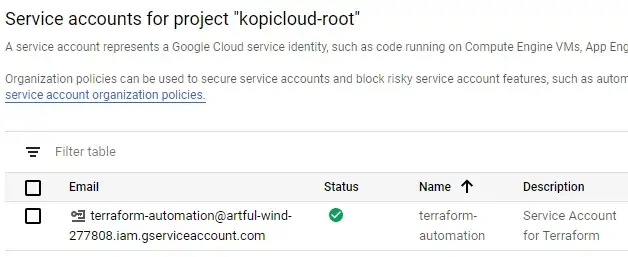 Service accounts for project "kopicloud-root"
A service account represents a Google Cloud service identity, such as code running on Compute Engine VMs, App Eng
Organization policies can be used to secure service accounts and block risky service account features, such as autom
service account organization policies.
Filter table
Email Status Name Description
terraform-automation@artful-wind- terraform- Service Account
277808.iam.gserviceaccount.com automation for Terraform